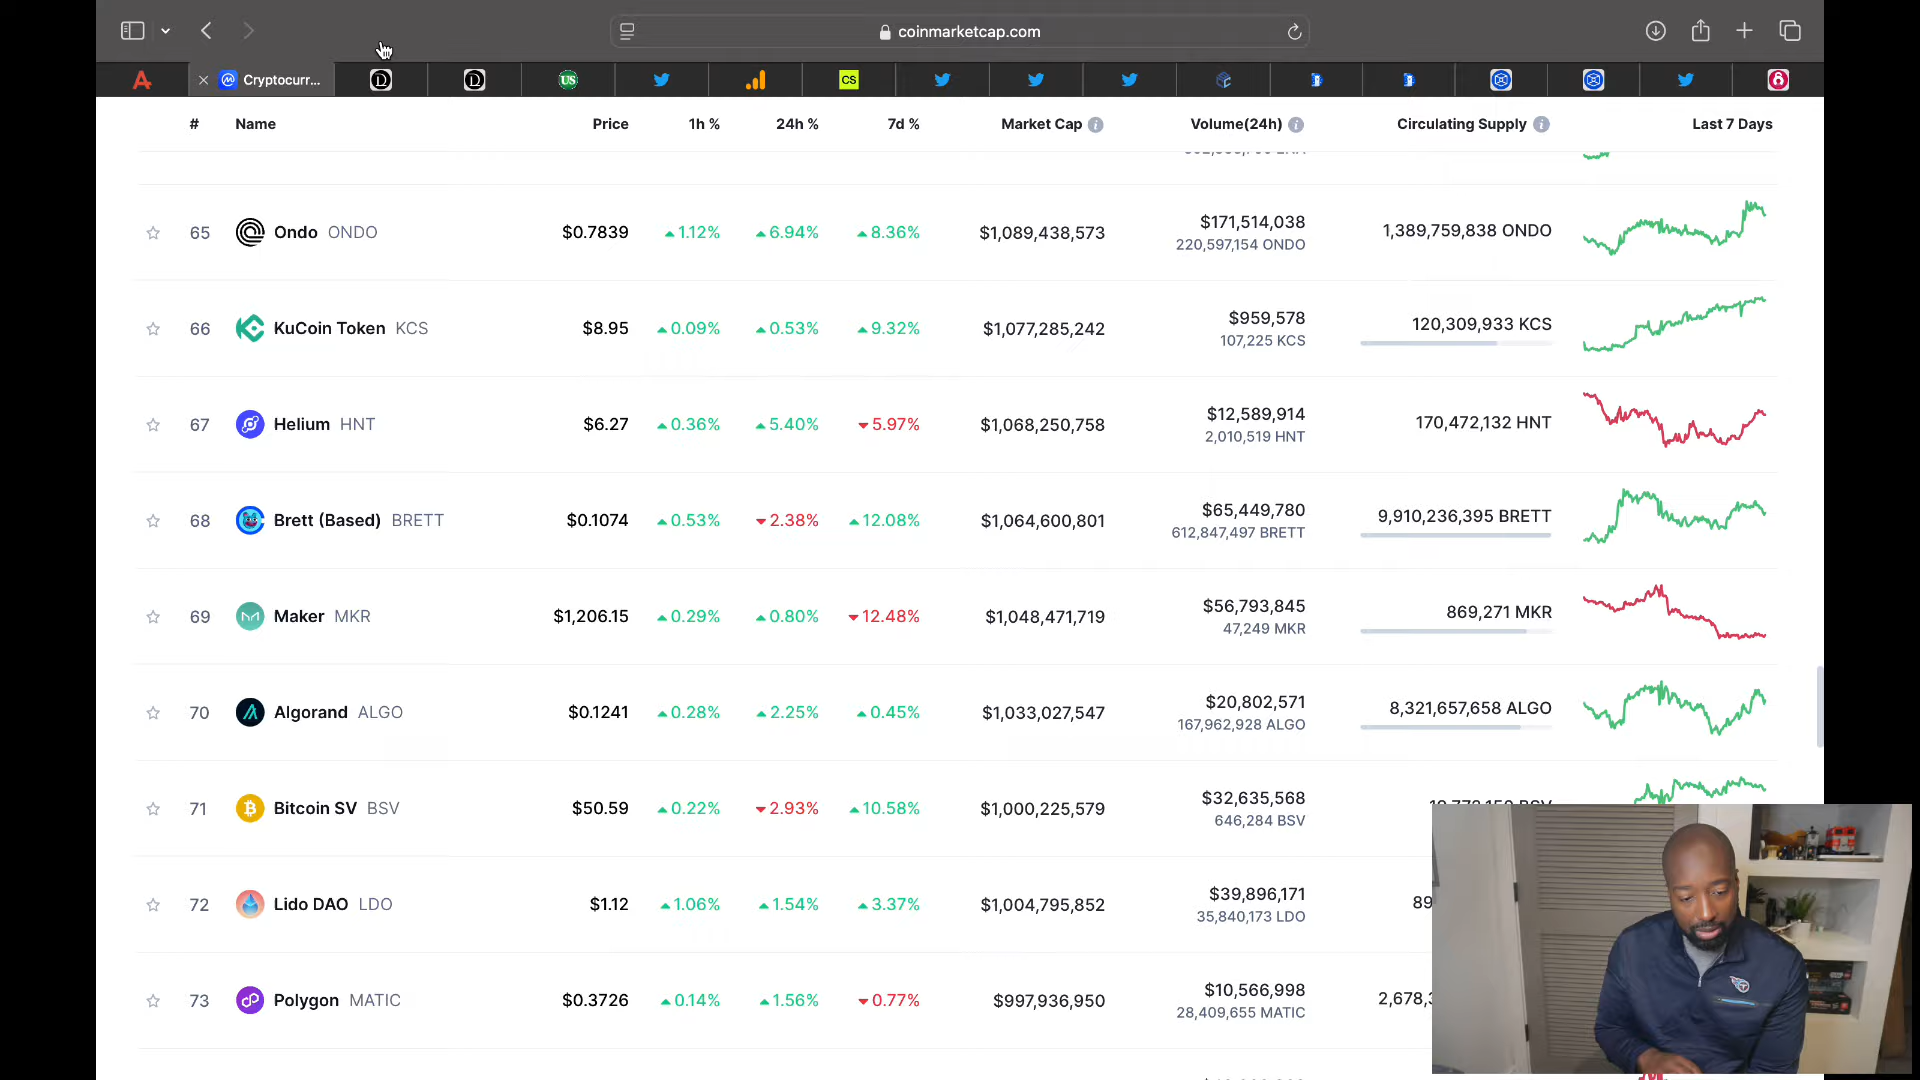 coinmarketcap.com
Cryptocurr...
US
CS
# Name Price 1h % 24h % 7d % Market Cap Volume(24h) Circulating Supply Last 7 Days
65 Ondo ONDO $0.7839 1.12% 6.94% 8.36% $1,089,438,573 $171,514,038 1,389,759,838 ONDO
220,597,154 ONDO
66 KuCoin Token KCS $8.95 0.09% 0.53% 9.32% $1,077,285,242 $959,578 120,309,933 KCS
107,225 KCS
67 Helium HNT $6.27 0.36% 5.40% 5.97% $1,068,250,758 $12,589,914 170,472,132 HNT
2,010,519 HNT
68 Brett (Based) BRETT $0.1074 0.53% 2.38% 12.08% $1,064,600,801 $65,449,780 9,910,236,395 BRETT
612,847,497 BRETT
69 Maker MKR $1,206.15 0.29% 0.80% 12.48% $1,048,471,719 $56,793,845 869,271 MKR
47,249 MKR
70 Algorand ALGO $0.1241 0.28% 2.25% 0.45% $1,033,027,547 $20,802,571 8,321,657,658 ALGO
167,962,928 ALGO
71 Bitcoin SV BSV $50.59 0.22% 2.93% 10.58% $1,000,225,579 $32,635,568
646,284 BSV
72 Lido DAO LDO $1.12 1.06% 1.54% 3.37% $1,004,795,852 $39,896,171 89
35,840,173 LDO
73 Polygon MATIC $0.3726 0.14% 1.56% 0.77% $997,936,950 $10,566,998 2,678,
28,409,655 MATIC